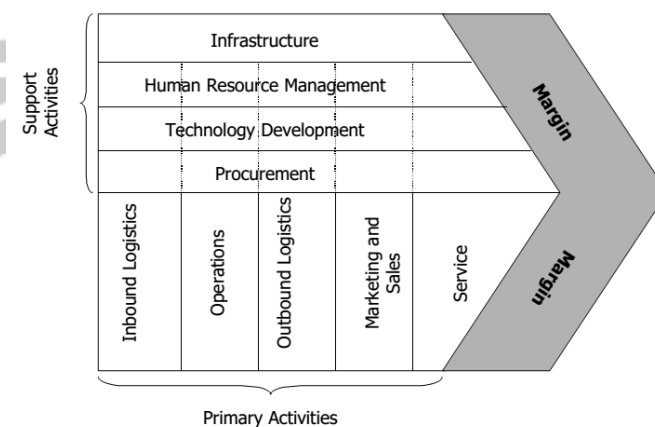 Support
Activities
Infrastructure
Human Resource Management
Technology Development
Procurement
Inbound Logistics
Operations
Outbound Logistics
Marketing and
Sales
Service
Margin
Margin
Primary Activities